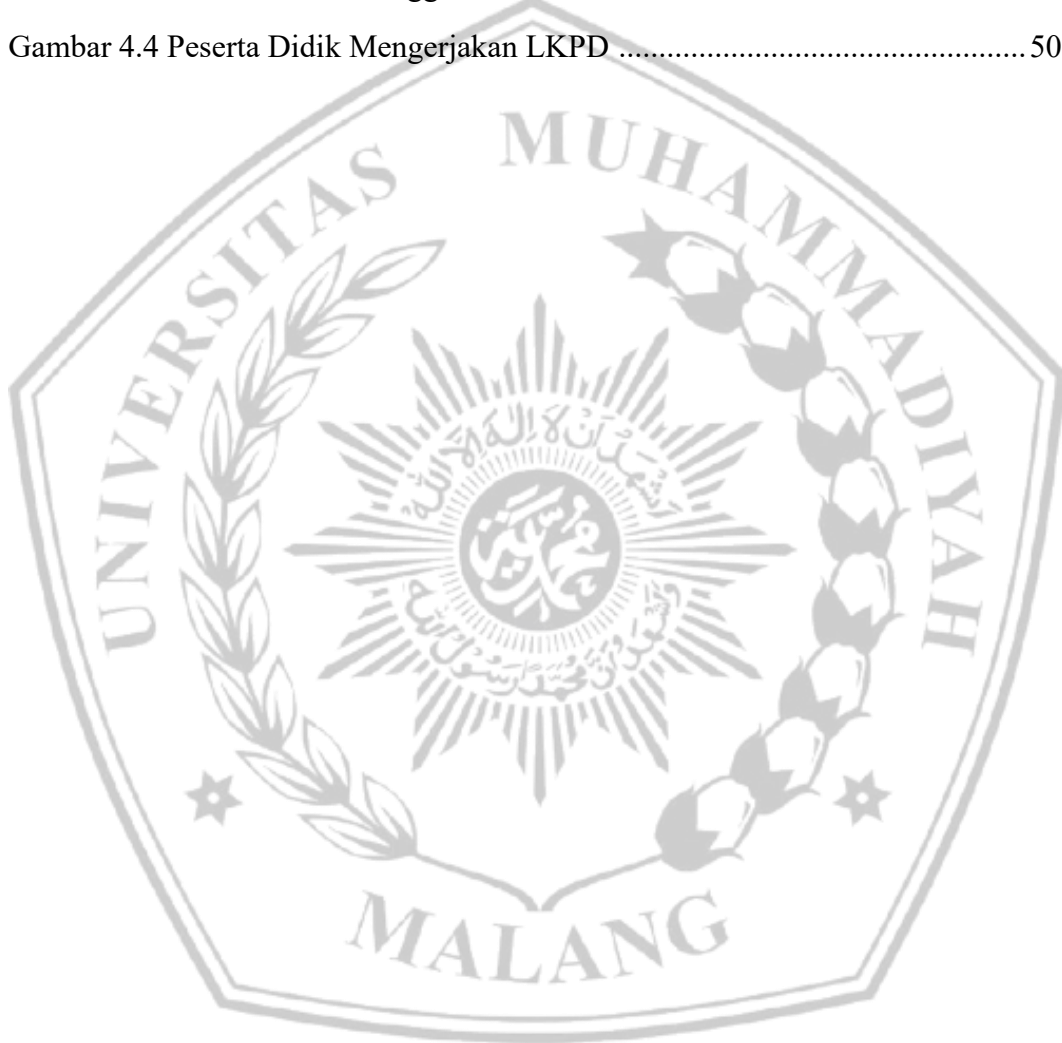 Gambar 4.4 Peserta Didik Mengerjakan LKPD ................................................... 50
UNIVERSITAS MUHAMMADIYAH
MALANG